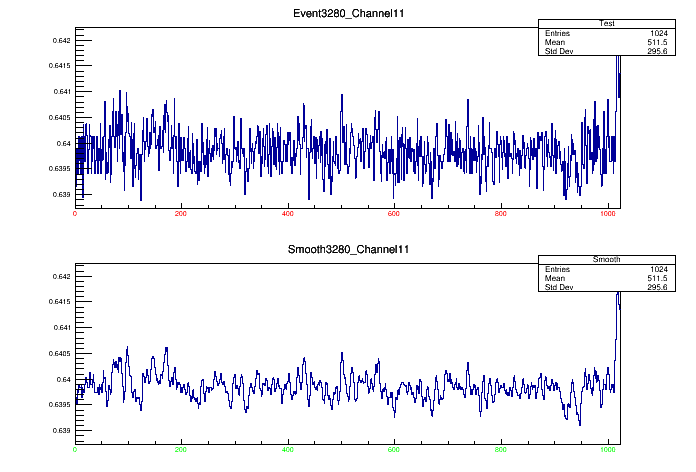 Event3280_Channel11
Test
Entries 1024
Mean 511.5
Std Dev 295.6
0.642
0.6415
0.641
0.6405
0.64
0.6395
0.639
0 200 400 600 800 1000
Smooth3280_Channel11
Smooth
Entries 1024
Mean 511.5
Std Dev 295.6
0.642
0.6415
0.641
0.6405
0.64
0.6395
0.639
0 200 400 600 800 1000